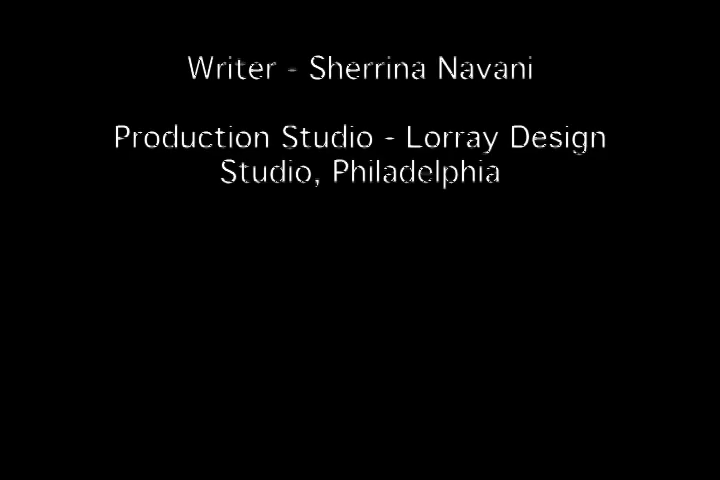 Writer - Sherrina Navani
Production Studio - Lorray Design
Studio, Philadelphia